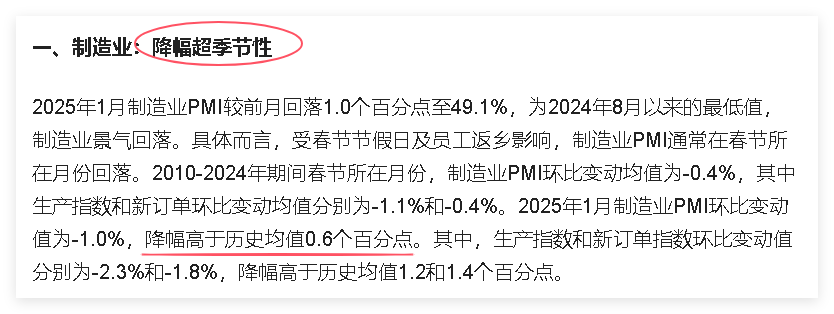 一、制造业：降幅超季节性
2025年1月制造业PMI较前月回落1.0个百分点至49.1%，为2024年8月以来的最低值，
制造业景气回落。具体而言，受春节节假日及员工返乡影响，制造业PMI通常在春节所
在月份回落。2010-2024年期间春节所在月份，制造业PMI环比变动均值为-0.4%，其中
生产指数和新订单环比变动均值分别为-1.1%和-0.4%。2025年1月制造业PMI环比变动
值为-1.0%，降幅高于历史均值0.6个百分点。其中，生产指数和新订单指数环比变动值
分别为-2.3%和-1.8%，降幅高于历史均值1.2和1.4个百分点。